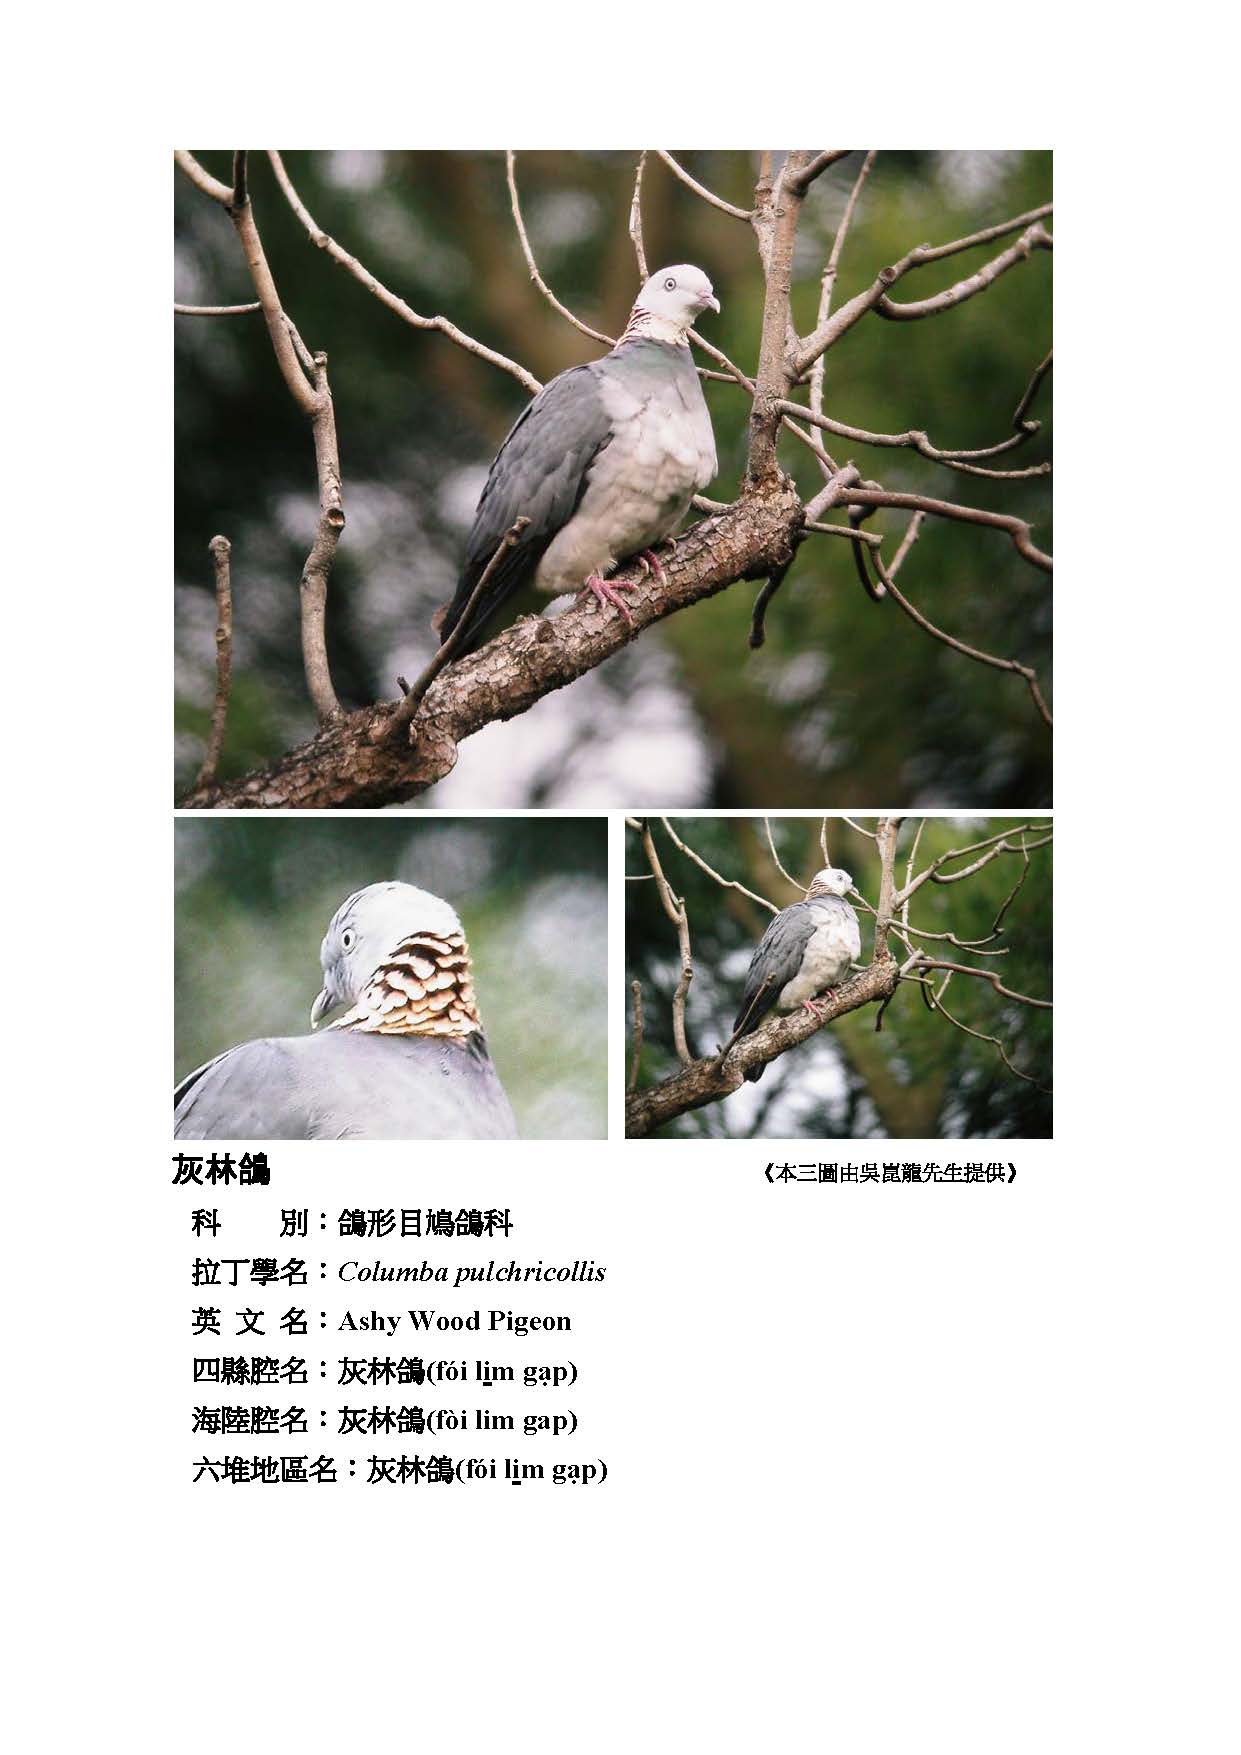 灰林鴿
《本三圖由吳崑龍先生提供》
科　　別：鴿形目鳩鴿科
拉丁學名：Columba pulchricollis
英 文 名：Ashy Wood Pigeon
四縣腔名：灰林鴿(fói li̱m gạp)
海陸腔名：灰林鴿(fòi lim gap)
六堆地區名：灰林鴿(fói li̱m gạp)